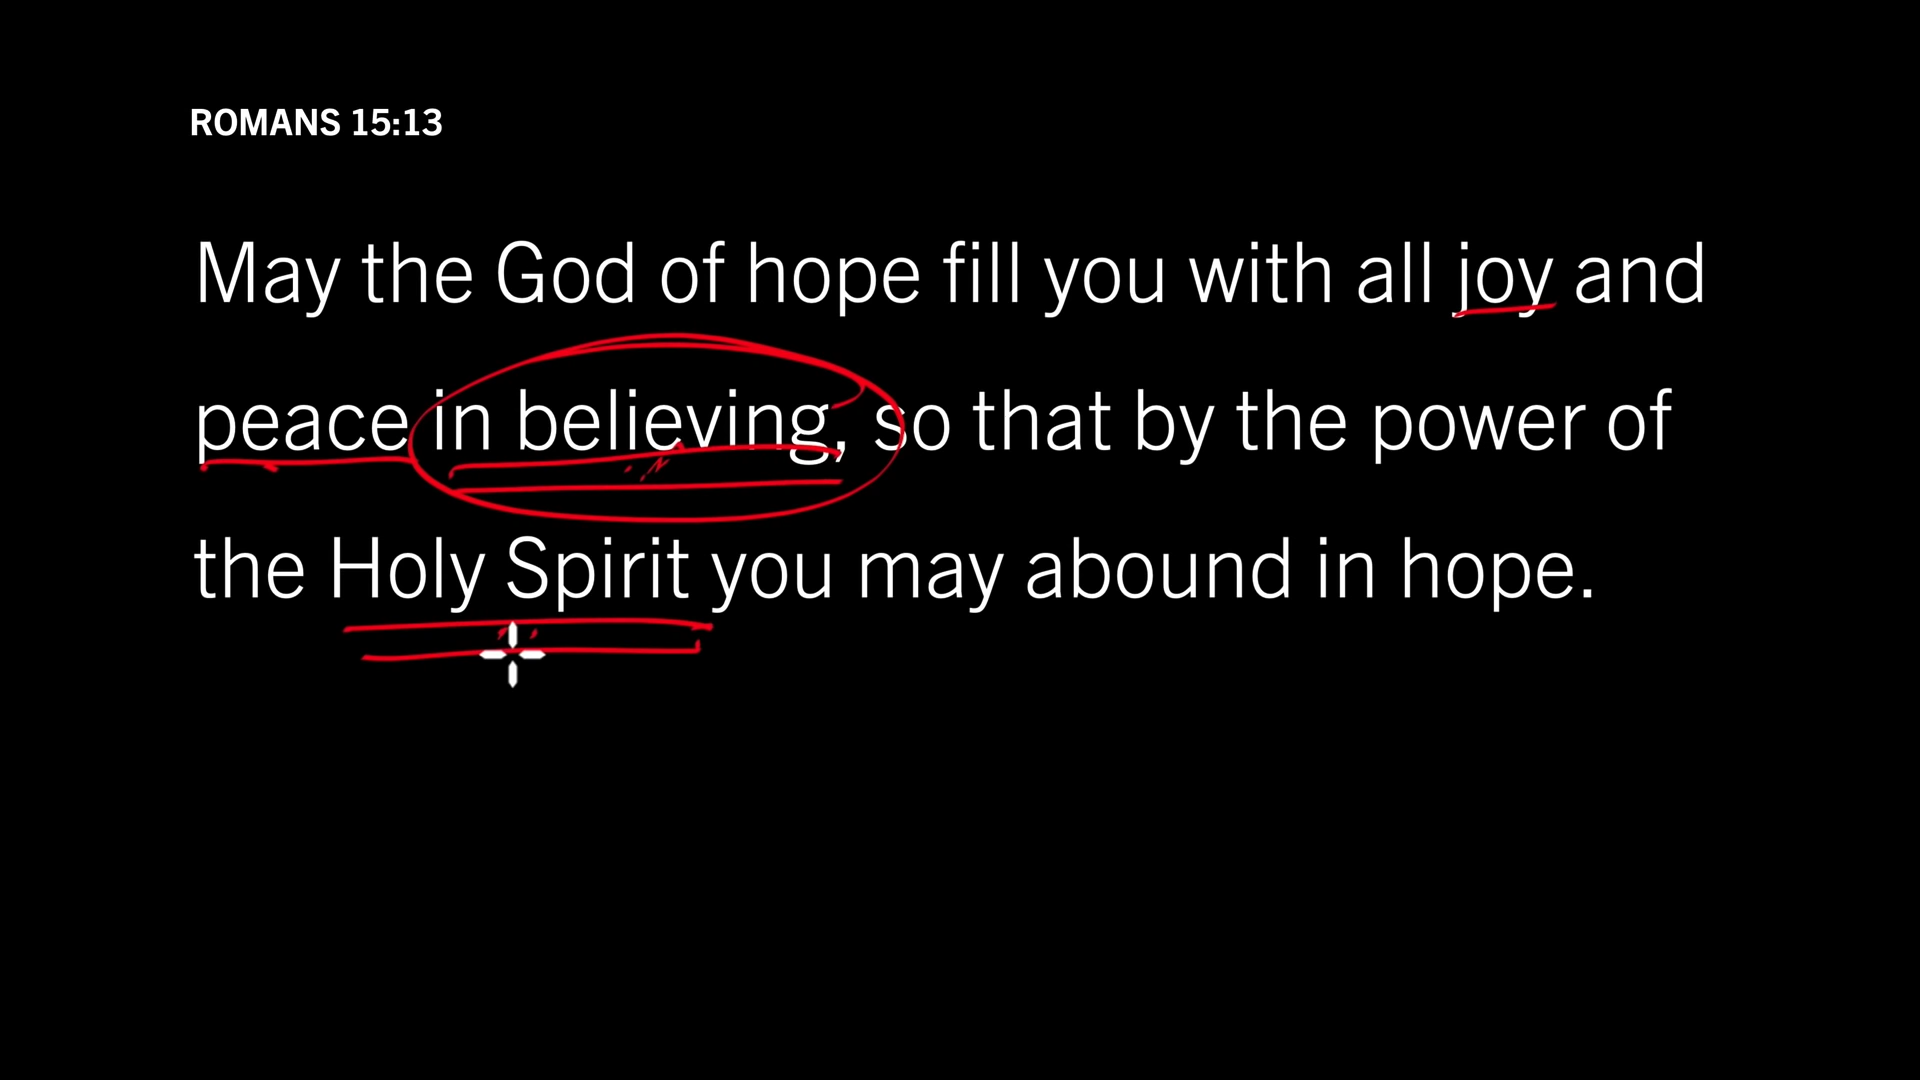 ROMANS 15:13
May the God of hope fill you with all joy and
peace in believing, so that by the power of
the Holy Spirit you may abound in hope.